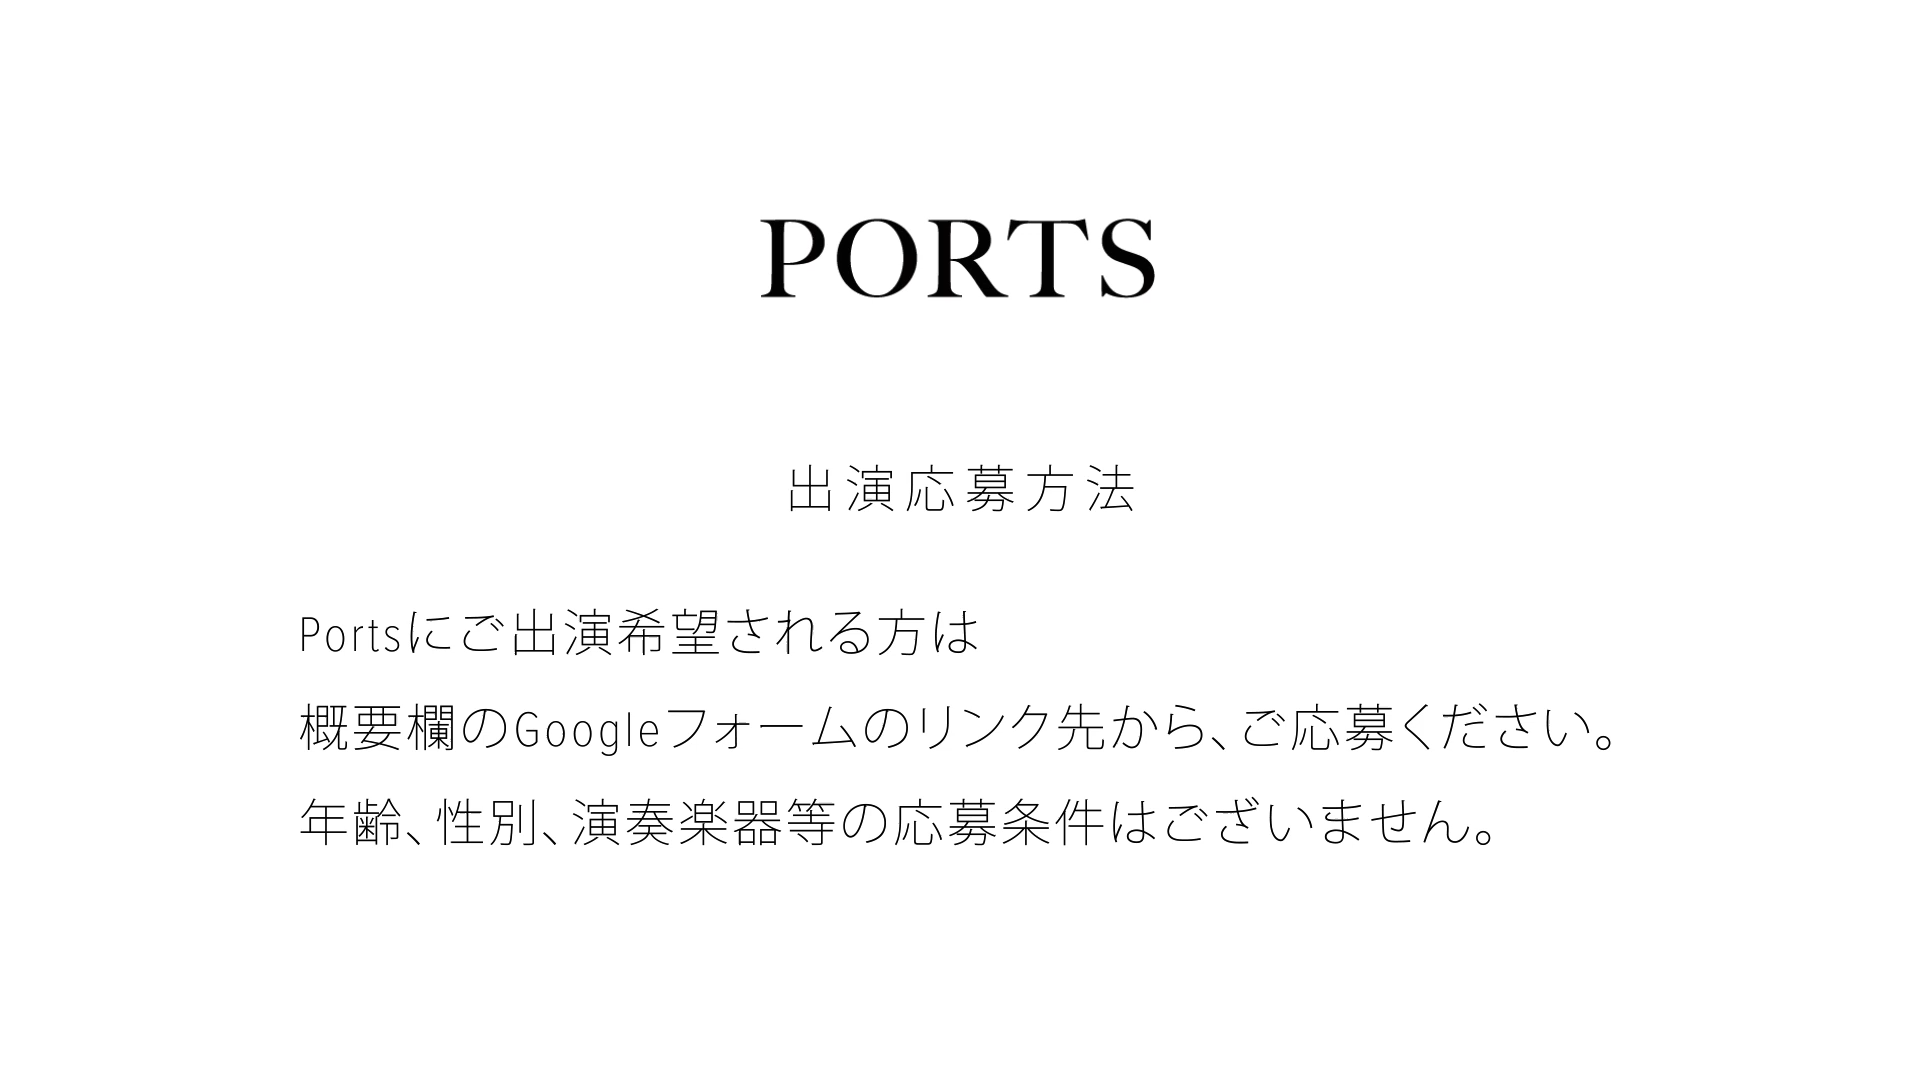 PORTS
出演応募方法
Portsにご出演希望される方は
概要欄のGoogleフォームのリンク先から、ご応募ください。
年齢、性別、演奏楽器等の応募条件はございません。